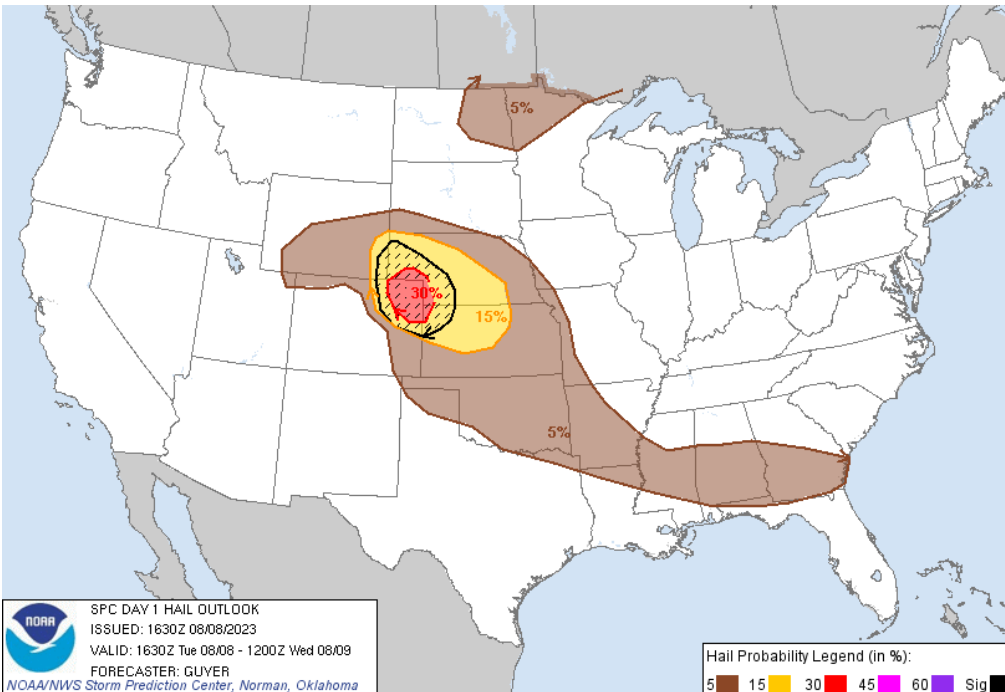 5%
30%
15%
5%
NOAA
SPC DAY 1 HAIL OUTLOOK
ISSUED: 1630Z 08/08/2023
VALID: 1630Z Tue 08/08 - 1200Z Wed 08/09
FORECASTER: GUYER
NOAA/NWS Storm Prediction Center, Norman, Oklahoma
Hail Probability Legend (in %):
5 15 30 45 60 Sig